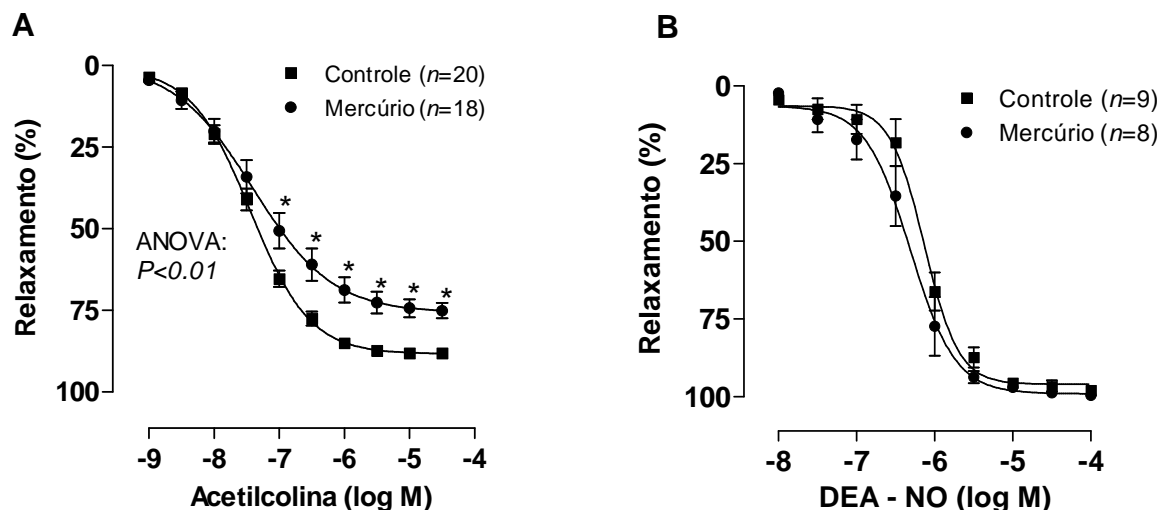 A
0
25
50
75
100
Relaxamento (%)
Controle (n=20)
Mercúrio (n=18)
ANOVA:
P<0.01
* * * * * *
-9 -8 -7 -6 -5 -4
Acetilcolina (log M)
B
0
25
50
75
100
Relaxamento (%)
Controle (n=9)
Mercúrio (n=8)
-8 -7 -6 -5 -4
DEA - NO (log M)